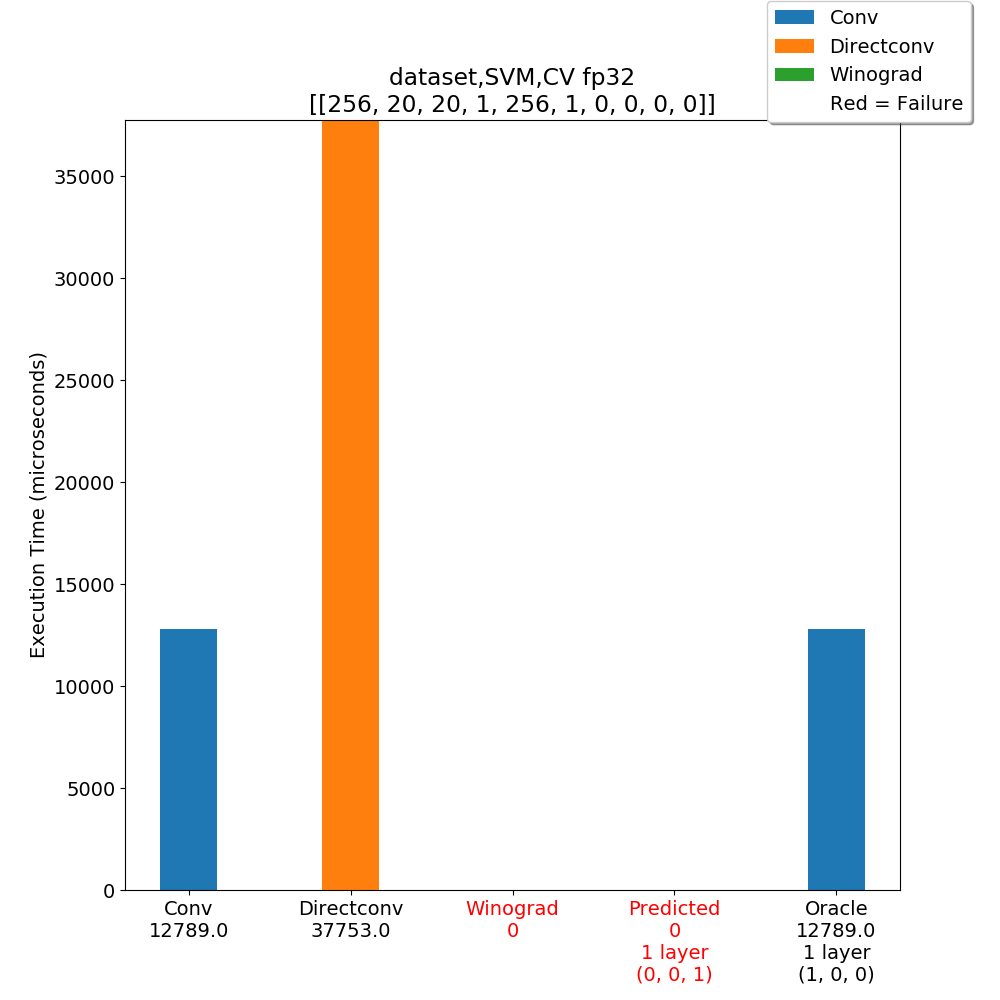 Conv
Directconv
Winograd
Red = Failure
dataset,SVM,CV fp32
[[256, 20, 20, 1, 256, 1, 0, 0, 0, 0]]
Execution Time (microseconds)
35000
30000
25000
20000
15000
10000
5000
0
Conv
12789.0
Directconv
37753.0
Winograd
0
Predicted
0
1 layer
(0, 0, 1)
Oracle
12789.0
1 layer
(1, 0, 0)